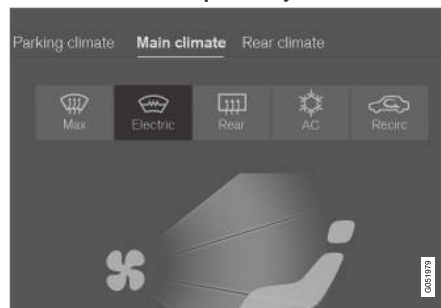 Parking climate Main climate Rear climate
Max Electric Rear AC Recirc
G051979